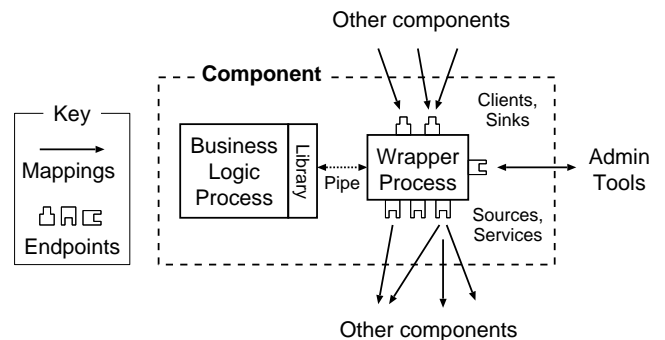 Other components
Component
Clients,
Sinks
Key
Mappings
Endpoints
Business
Logic
Process
Library
Pipe
Wrapper
Process
Admin
Tools
Sources,
Services
Other components